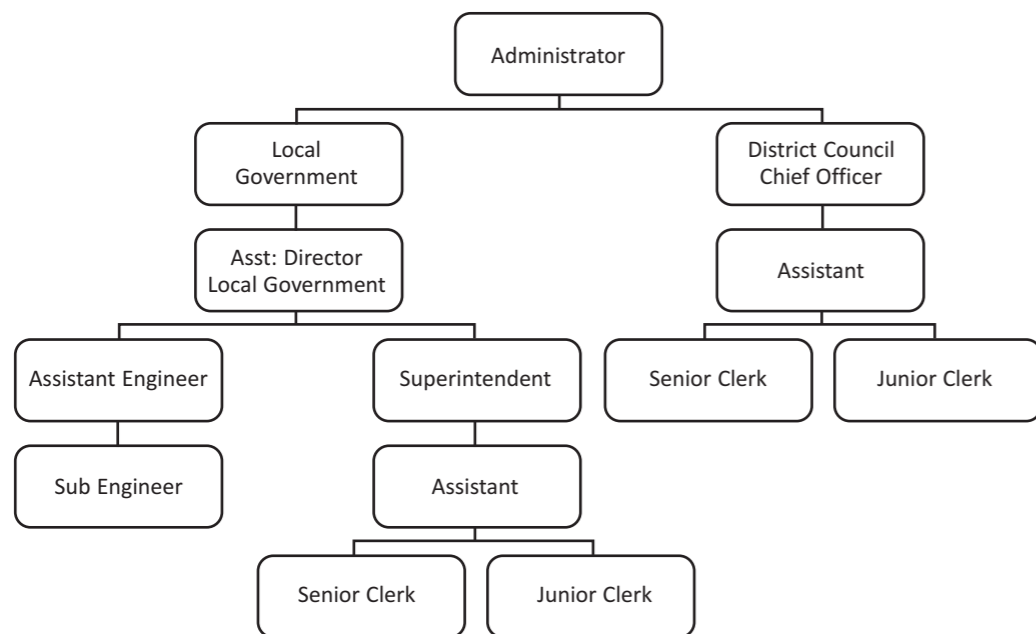 Administrator
Local
Government
District Council
Chief Officer
Asst: Director
Local Government
Assistant
Assistant Engineer
Superintendent
Senior Clerk
Junior Clerk
Sub Engineer
Assistant
Senior Clerk
Junior Clerk